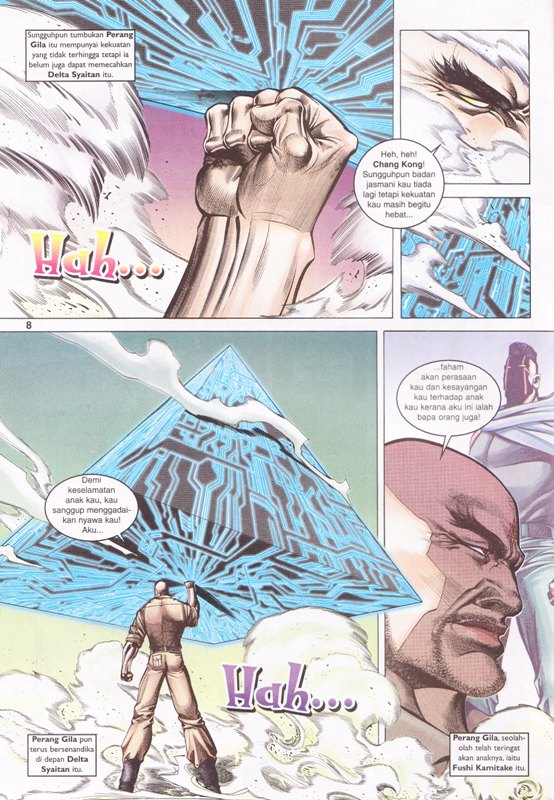 Sungguhpun tumbukan Perang
Gila itu mempunyai kekuatan
yang tidak terhingga tetapi ia
belum juga dapat memecahkan
Delta Syaitan itu.
Heh, heh!
Chang Kong!
Sungguhpun badan
jasmani kau tiada
lagi tetapi kekuatan
kau masih begitu
hebat...
Hah...
8
Demi
keselamatan
anak kau, kau
sanggup menggadai-
kan nyawa kau!
Aku...
...faham
akan perasaan
kau dan kesayangan
kau terhadap anak
kau kerana aku ini ialah
bapa orang juga!
Hah...
Perang Gila pun
terus bersenandika
di depan Delta
Syaitan itu.
Perang Gila, seolah-
olah telah teringat
akan anaknya, iaitu
Fushi Kamitake itu.